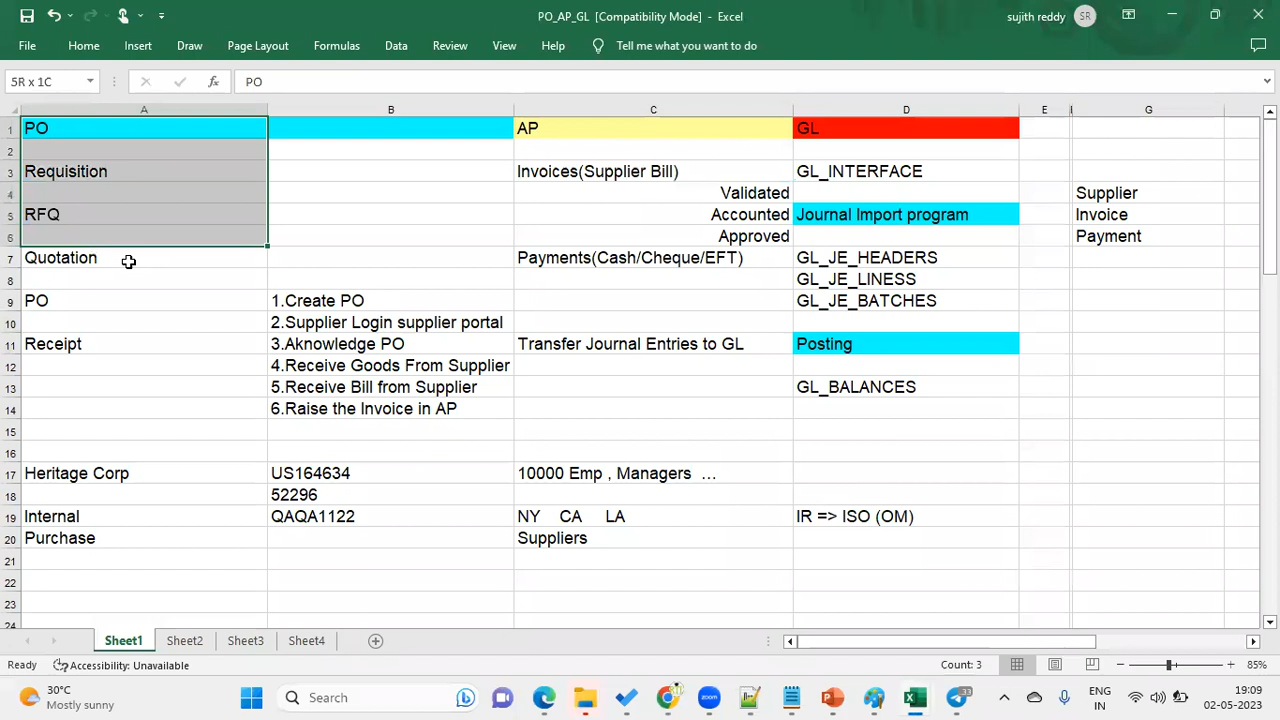 PO_AP_GL [Compatibility Mode] - Excel
sujith reddy SR
File Home Insert Draw Page Layout Formulas Data Review View Help Tell me what you want to do
5R x 1C fx PO
A B C D E G
1 PO AP GL
2
3 Requisition Invoices(Supplier Bill) GL_INTERFACE
4 Validated Supplier
5 RFQ Accounted Journal Import program Invoice
6 Approved Payment
7 Quotation Payments(Cash/Cheque/EFT) GL_JE_HEADERS
8 GL_JE_LINESS
9 PO 1.Create PO GL_JE_BATCHES
10 2.Supplier Login supplier portal
11 Receipt 3.Aknowledge PO Transfer Journal Entries to GL Posting
12 4.Receive Goods From Supplier
13 5.Receive Bill from Supplier GL_BALANCES
14 6.Raise the Invoice in AP
15
16
17 Heritage Corp US164634 10000 Emp , Managers ...
18 52296
19 Internal QAQA1122 NY CA LA IR => ISO (OM)
20 Purchase Suppliers
21
22
23
24
Sheet1 Sheet2 Sheet3 Sheet4
Ready Accessibility: Unavailable Count: 3 85%
30°C
Mostly sunny
Search
33
ENG
IN
19:09
02-05-2023